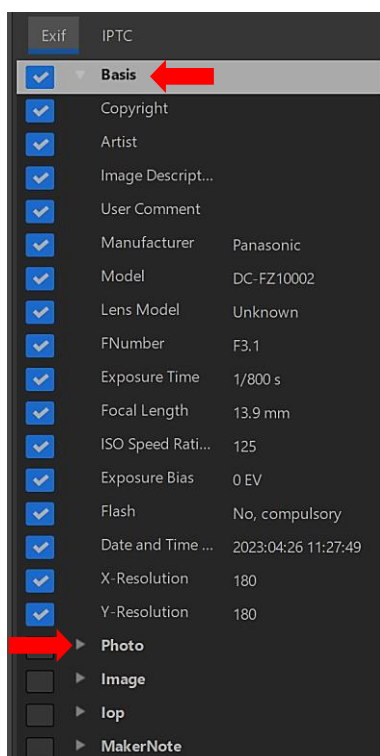 Exif IPTC
Basis
Copyright
Artist
Image Descript...
User Comment
Manufacturer Panasonic
Model DC-FZ10002
Lens Model Unknown
FNumber F3.1
Exposure Time 1/800 s
Focal Length 13.9 mm
ISO Speed Rati... 125
Exposure Bias 0 EV
Flash No, compulsory
Date and Time ... 2023:04:26 11:27:49
X-Resolution 180
Y-Resolution 180
Photo
Image
Iop
MakerNote